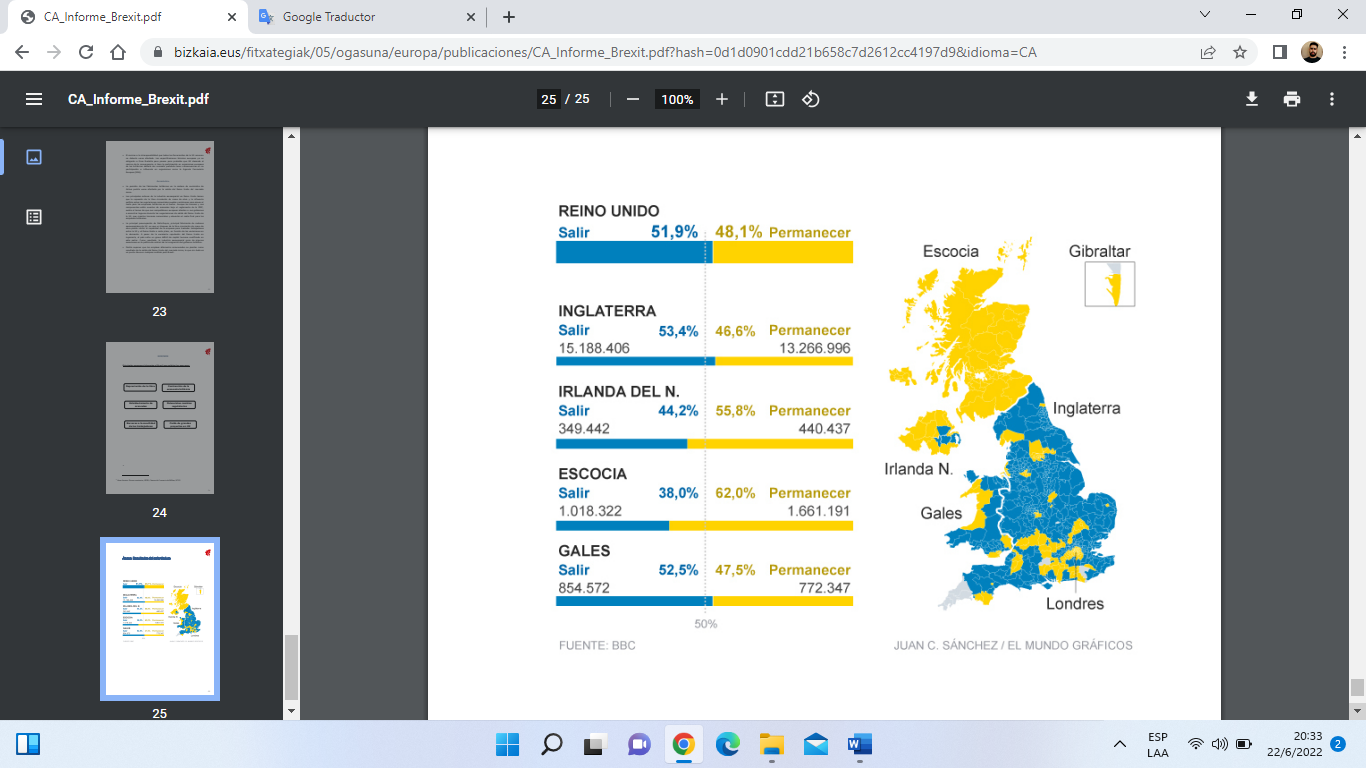 CA_Informe_Brexit.pdf
Google Traductor
bizkaia.eus/fitxategiak/05/ogasuna/europa/publicaciones/CA_Informe_Brexit.pdf?hash=0d1d0901cdd21b658c7d2612cc4197d9&idioma=CA
CA_Informe_Brexit.pdf
25 / 25
100%
23
24
25
REINO UNIDO
Salir 51,9% 48,1% Permanecer
INGLATERRA
Salir 53,4% 46,6% Permanecer
15.188.406 13.266.996
IRLANDA DEL N.
Salir 44,2% 55,8% Permanecer
349.442 440.437
ESCOCIA
Salir 38,0% 62,0% Permanecer
1.018.322 1.661.191
GALES
Salir 52,5% 47,5% Permanecer
854.572 772.347
50%
FUENTE: BBC
Escocia
Gibraltar
Inglaterra
Irlanda N.
Gales
Londres
JUAN C. SÁNCHEZ / EL MUNDO GRÁFICOS
ESP
LAA
20:33
22/6/2022
2